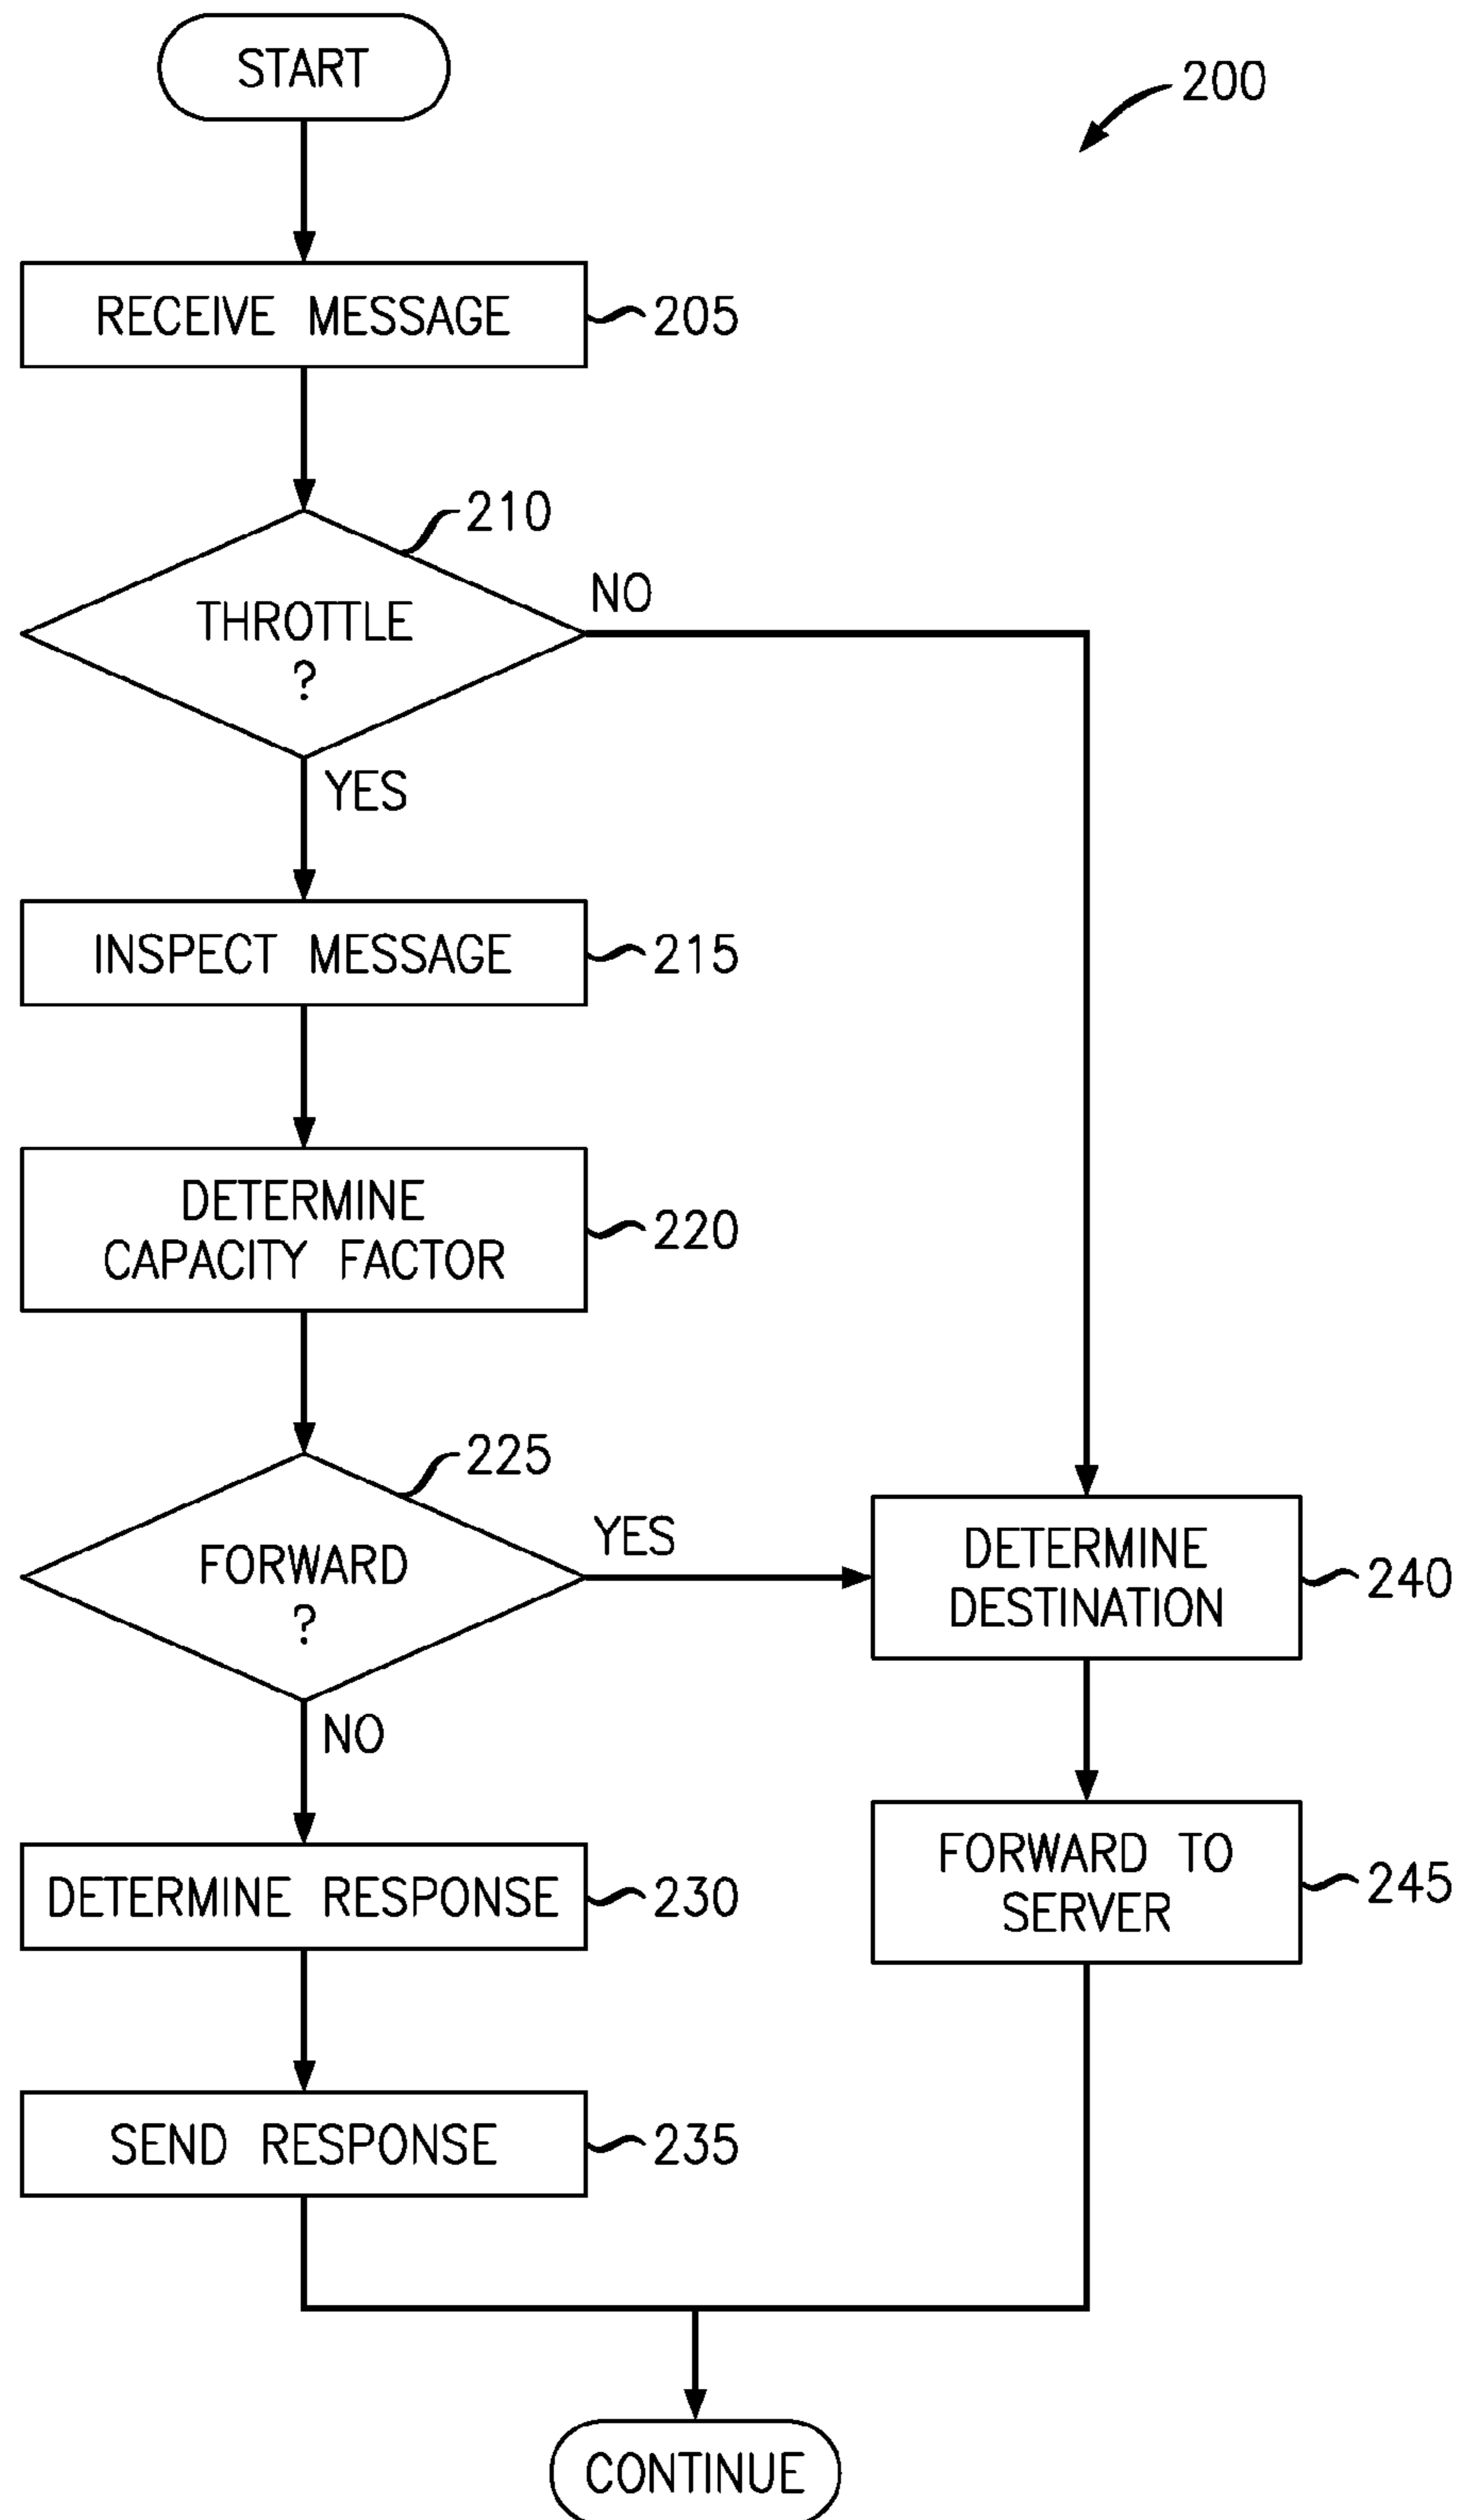 START
200
RECEIVE MESSAGE
205
210
THROTTLE
?
NO
YES
INSPECT MESSAGE
215
DETERMINE
CAPACITY FACTOR
220
225
FORWARD
?
YES
NO
DETERMINE
DESTINATION
240
FORWARD TO
SERVER
245
DETERMINE RESPONSE
230
SEND RESPONSE
235
CONTINUE